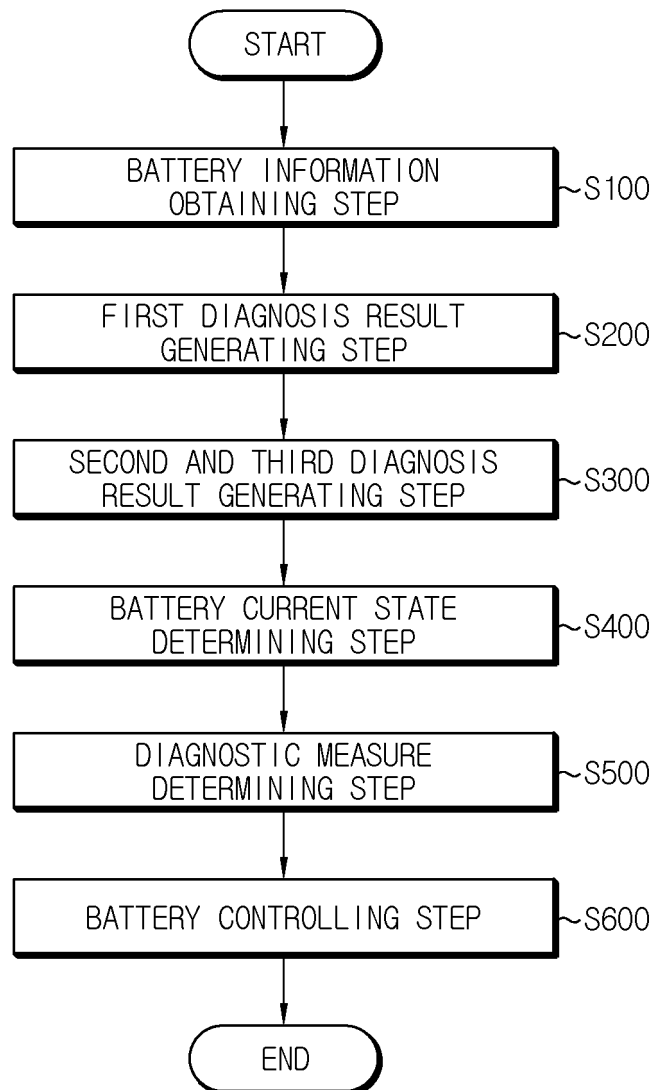 START
BATTERY INFORMATION
OBTAINING STEP
~S100
FIRST DIAGNOSIS RESULT
GENERATING STEP
~S200
SECOND AND THIRD DIAGNOSIS
RESULT GENERATING STEP
~S300
BATTERY CURRENT STATE
DETERMINING STEP
~S400
DIAGNOSTIC MEASURE
DETERMINING STEP
~S500
BATTERY CONTROLLING STEP
~S600
END